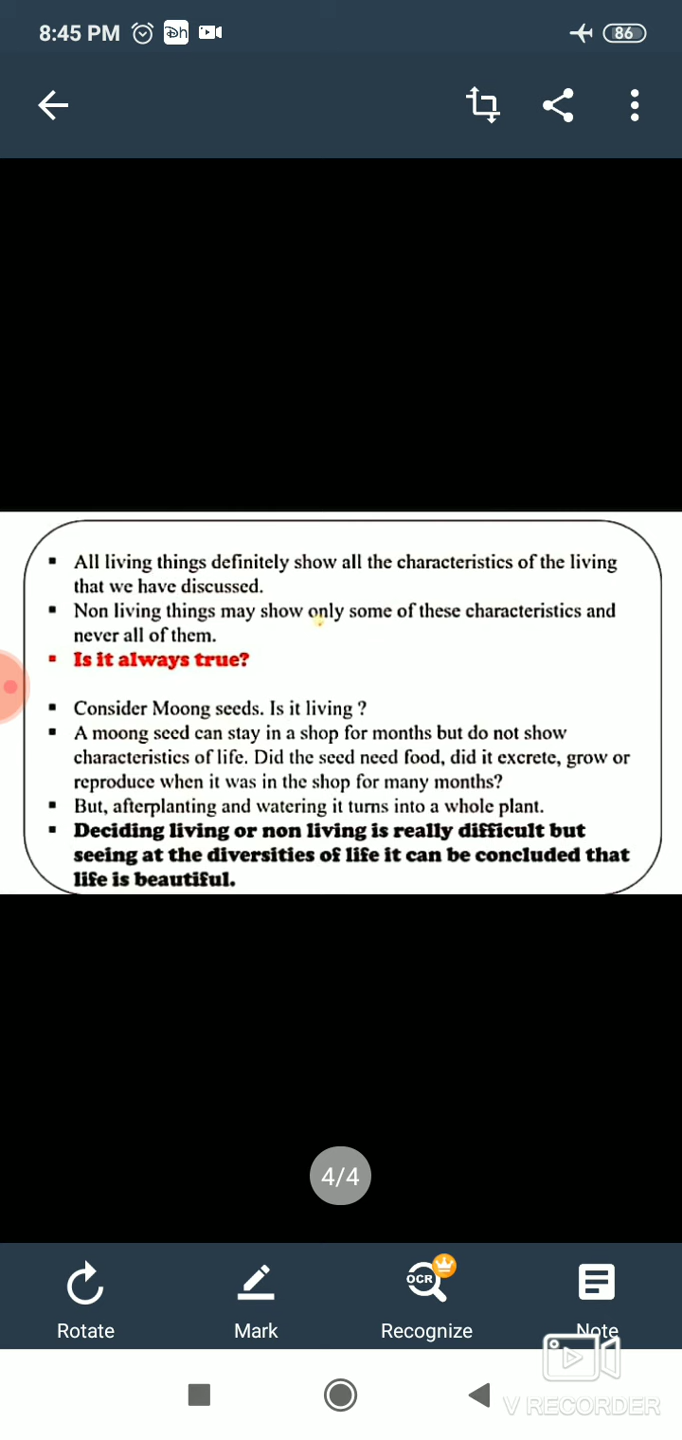 8:45 PM
86
▪ All living things definitely show all the characteristics of the living
that we have discussed.
▪ Non living things may show only some of these characteristics and
never all of them.
▪ Is it always true?
▪ Consider Moong seeds. Is it living ?
▪ A moong seed can stay in a shop for months but do not show
characteristics of life. Did the seed need food, did it excrete, grow or
reproduce when it was in the shop for many months?
▪ But, afterplanting and watering it turns into a whole plant.
▪ Deciding living or non living is really difficult but
seeing at the diversities of life it can be concluded that
life is beautiful.
4/4
OCR
Rotate Mark Recognize Note
V RECORDER